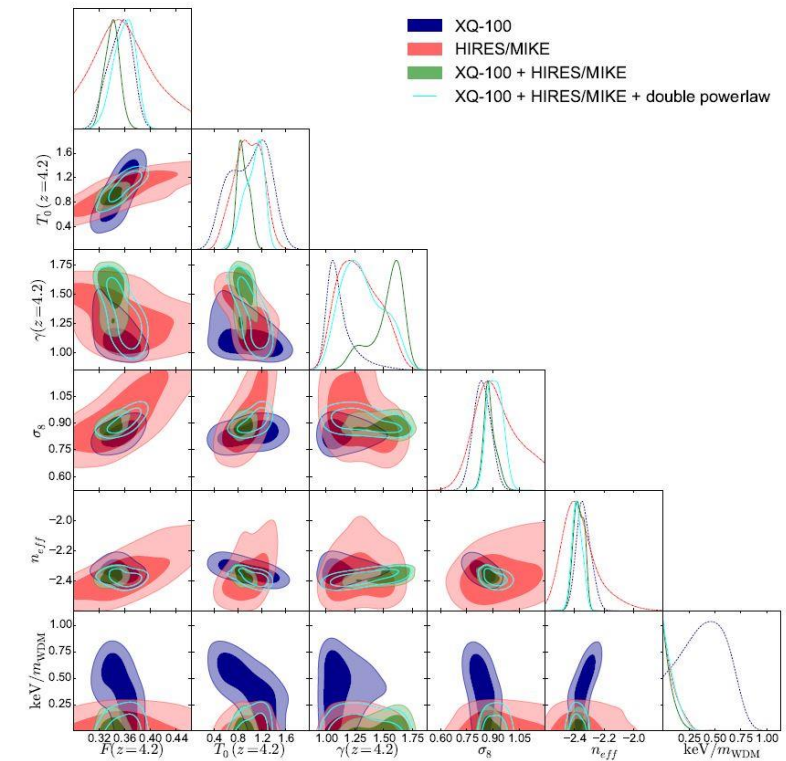 XQ-100
HIRES/MIKE
XQ-100 + HIRES/MIKE
XQ-100 + HIRES/MIKE + double powerlaw
T₀(z=4.2)
1.6
1.2
0.8
0.4
γ(z=4.2)
1.75
1.50
1.25
1.00
σ₈
1.05
0.90
0.75
0.60
n_eff
−2.0
−2.2
−2.4
keV/m_WDM
1.00
0.75
0.50
0.25
0.32 0.36 0.40 0.44
0.4 0.8 1.2 1.6
1.00 1.25 1.50 1.75
0.60 0.75 0.90 1.05
−2.4 −2.2 −2.0
0.25 0.50 0.75 1.00
F(z=4.2)
T₀(z=4.2)
γ(z=4.2)
σ₈
n_eff
keV/m_WDM